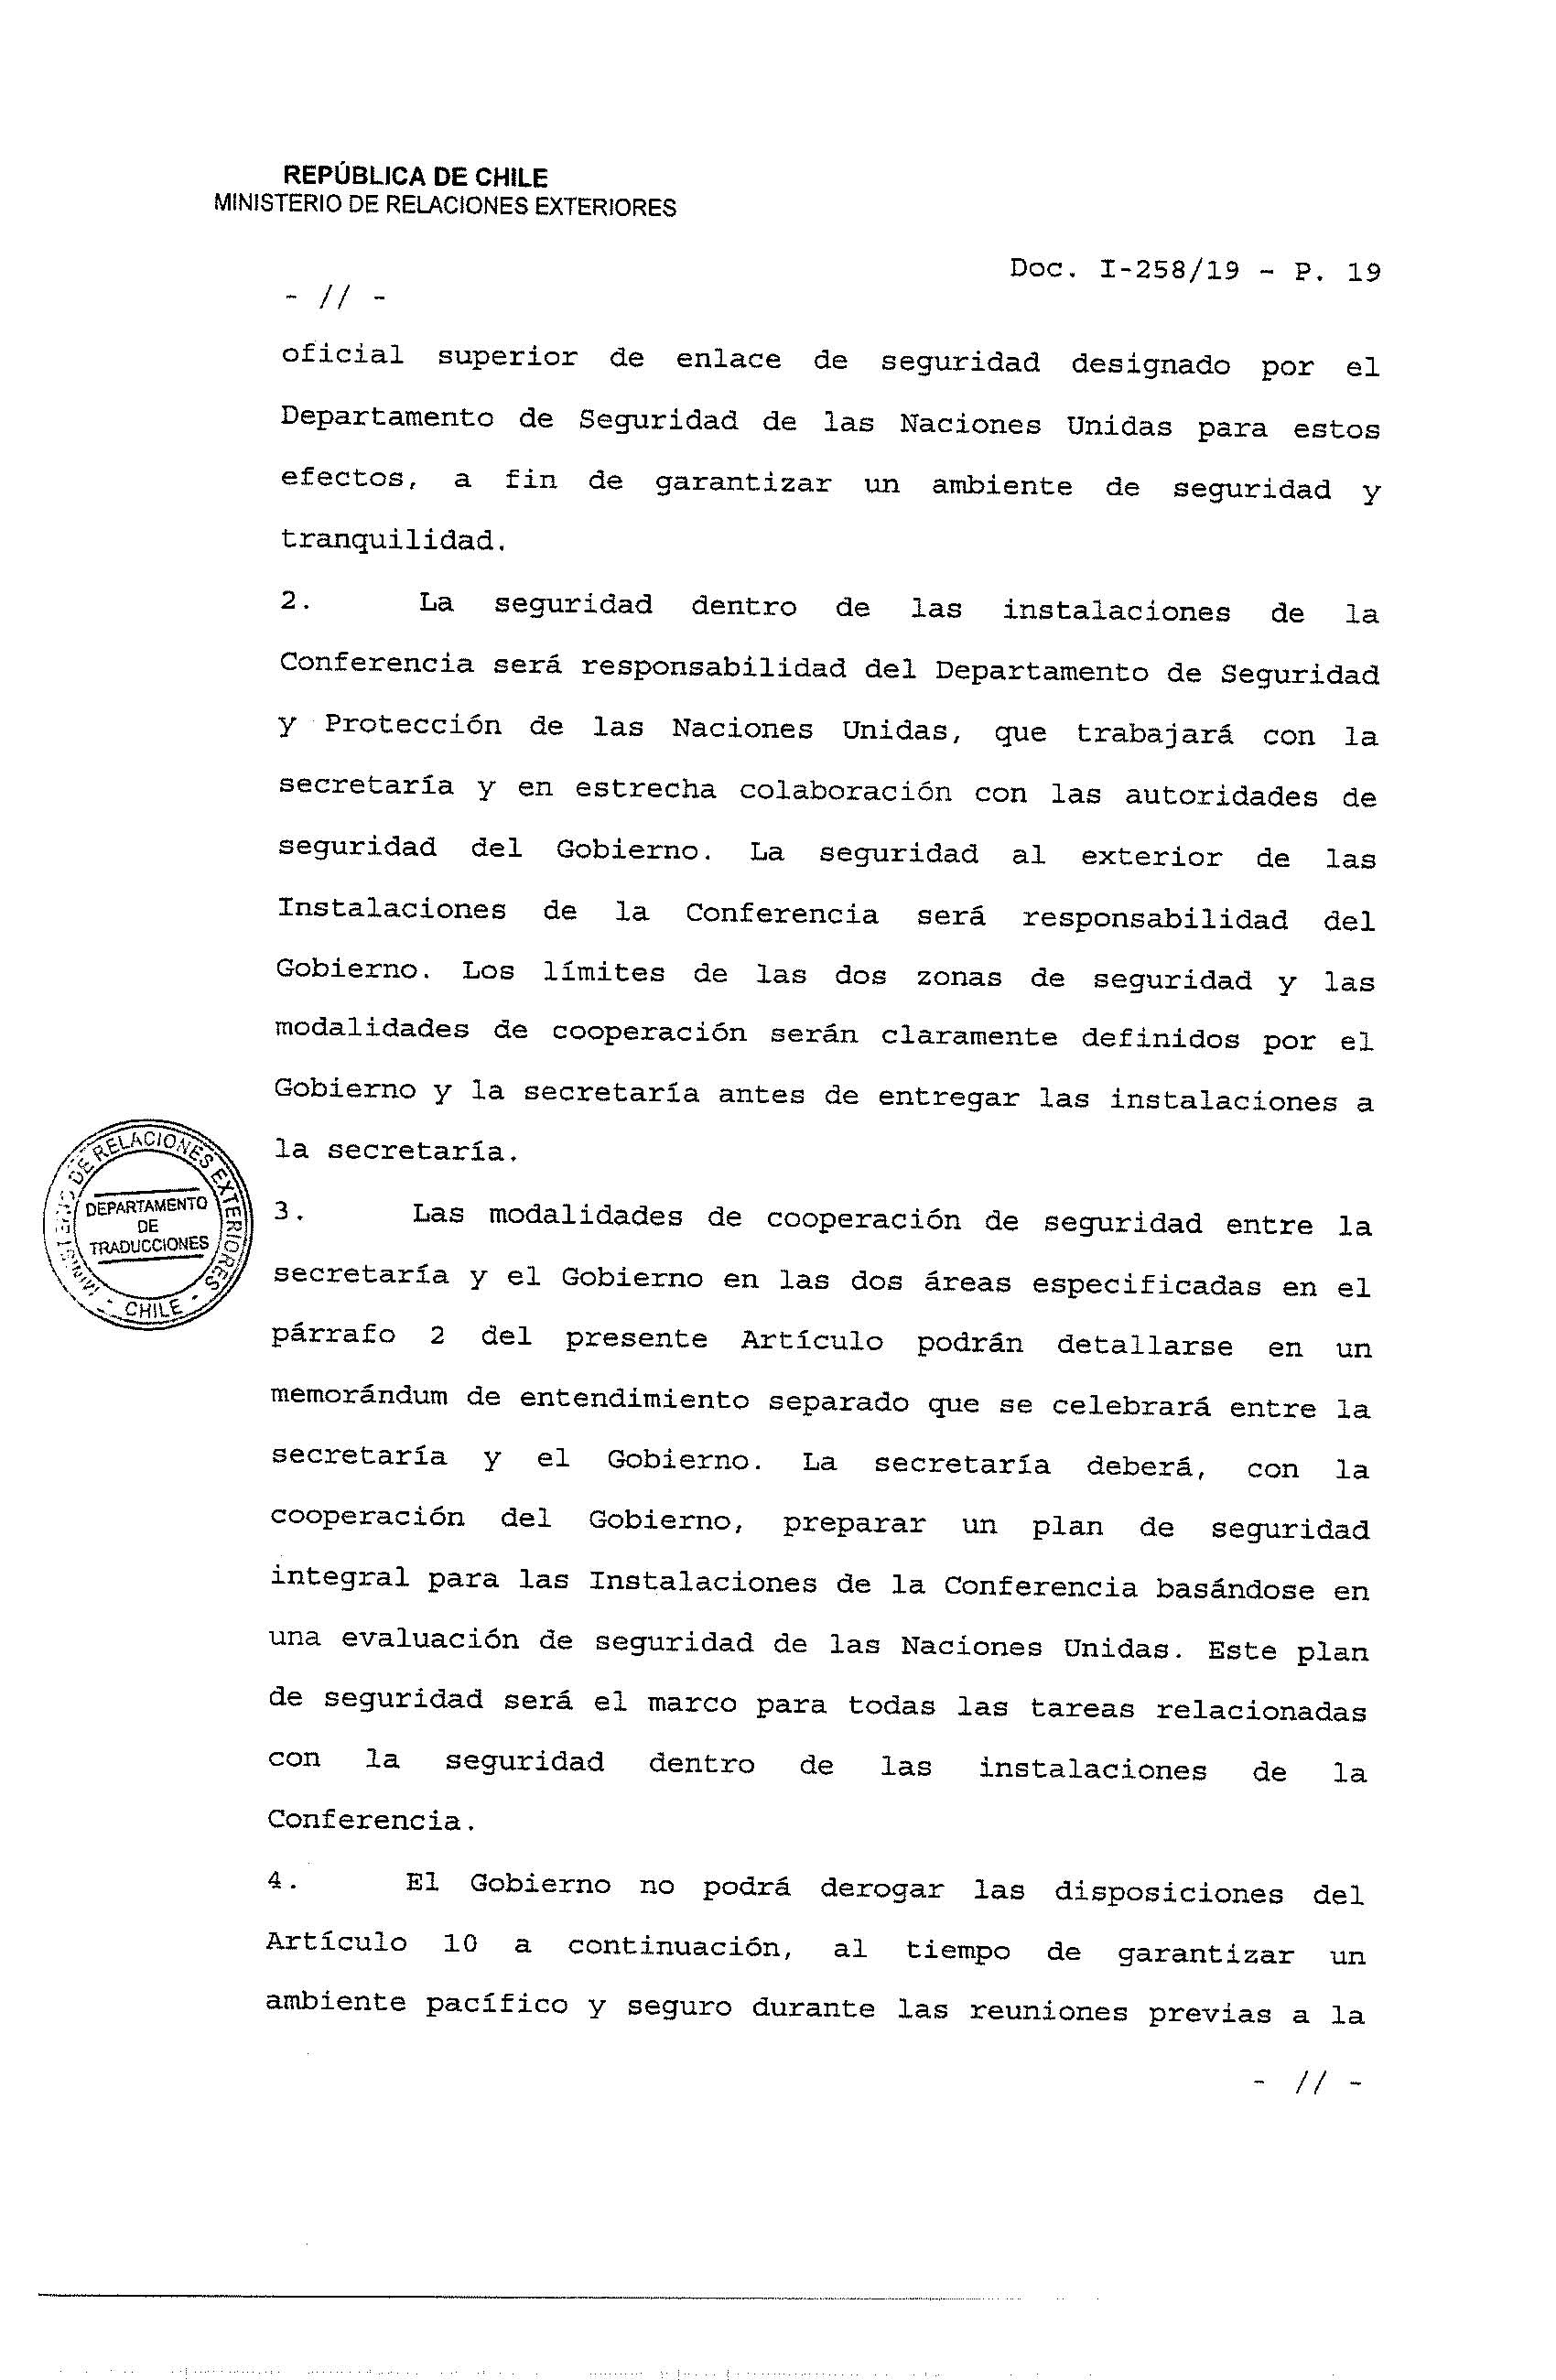 REPÚBLICA DE CHILE
MINISTERIO DE RELACIONES EXTERIORES
Doc. I-258/19 - P. 19
- // -
oficial superior de enlace de seguridad designado por el
Departamento de Seguridad de las Naciones Unidas para estos
efectos, a fin de garantizar un ambiente de seguridad y
tranquilidad.
2. La seguridad dentro de las instalaciones de la
Conferencia será responsabilidad del Departamento de Seguridad
y Protección de las Naciones Unidas, que trabajará con la
secretaría y en estrecha colaboración con las autoridades de
seguridad del Gobierno. La seguridad al exterior de las
Instalaciones de la Conferencia será responsabilidad del
Gobierno. Los límites de las dos zonas de seguridad y las
modalidades de cooperación serán claramente definidos por el
Gobierno y la secretaría antes de entregar las instalaciones a
la secretaría.
MINISTERIO DE RELACIONES EXTERIORES
DEPARTAMENTO
DE
TRADUCCIONES
- CHILE -
3. Las modalidades de cooperación de seguridad entre la
secretaría y el Gobierno en las dos áreas especificadas en el
párrafo 2 del presente Artículo podrán detallarse en un
memorándum de entendimiento separado que se celebrará entre la
secretaría y el Gobierno. La secretaría deberá, con la
cooperación del Gobierno, preparar un plan de seguridad
integral para las Instalaciones de la Conferencia basándose en
una evaluación de seguridad de las Naciones Unidas. Este plan
de seguridad será el marco para todas las tareas relacionadas
con la seguridad dentro de las instalaciones de la
Conferencia.
4. El Gobierno no podrá derogar las disposiciones del
Artículo 10 a continuación, al tiempo de garantizar un
ambiente pacífico y seguro durante las reuniones previas a la
- // -